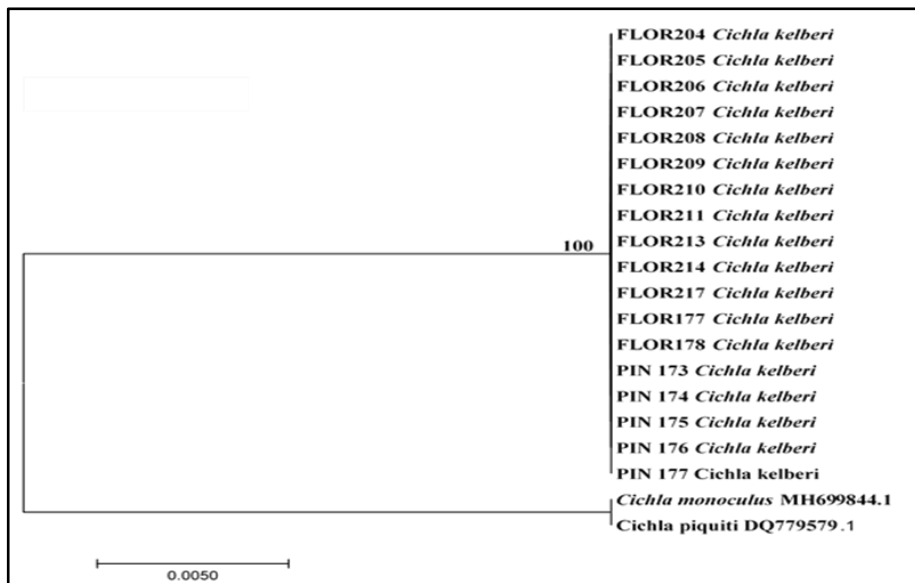 FLOR204 Cichla kelberi
FLOR205 Cichla kelberi
FLOR206 Cichla kelberi
FLOR207 Cichla kelberi
FLOR208 Cichla kelberi
FLOR209 Cichla kelberi
FLOR210 Cichla kelberi
FLOR211 Cichla kelberi
100
FLOR213 Cichla kelberi
FLOR214 Cichla kelberi
FLOR217 Cichla kelberi
FLOR177 Cichla kelberi
FLOR178 Cichla kelberi
PIN 173 Cichla kelberi
PIN 174 Cichla kelberi
PIN 175 Cichla kelberi
PIN 176 Cichla kelberi
PIN 177 Cichla kelberi
Cichla monoculus MH699844.1
Cichla piquiti DQ779579.1
0.0050